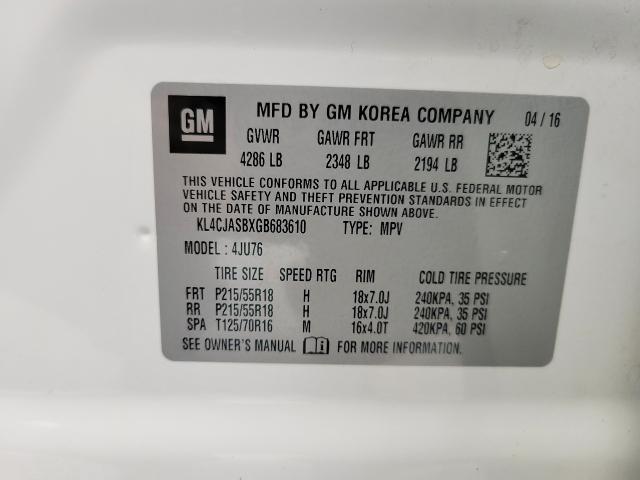 GM
MFD BY GM KOREA COMPANY 04 / 16
GVWR GAWR FRT GAWR RR
4286 LB 2348 LB 2194 LB
THIS VEHICLE CONFORMS TO ALL APPLICABLE U.S. FEDERAL MOTOR
VEHICLE SAFETY AND THEFT PREVENTION STANDARDS IN EFFECT ON
THE DATE OF MANUFACTURE SHOWN ABOVE.
KL4CJASBXGB683610 TYPE: MPV
MODEL : 4JU76
TIRE SIZE SPEED RTG RIM COLD TIRE PRESSURE
FRT P215/55R18 H 18x7.0J 240KPA, 35 PSI
RR P215/55R18 H 18x7.0J 240KPA, 35 PSI
SPA T125/70R16 M 16x4.0T 420KPA, 60 PSI
SEE OWNER'S MANUAL i FOR MORE INFORMATION.